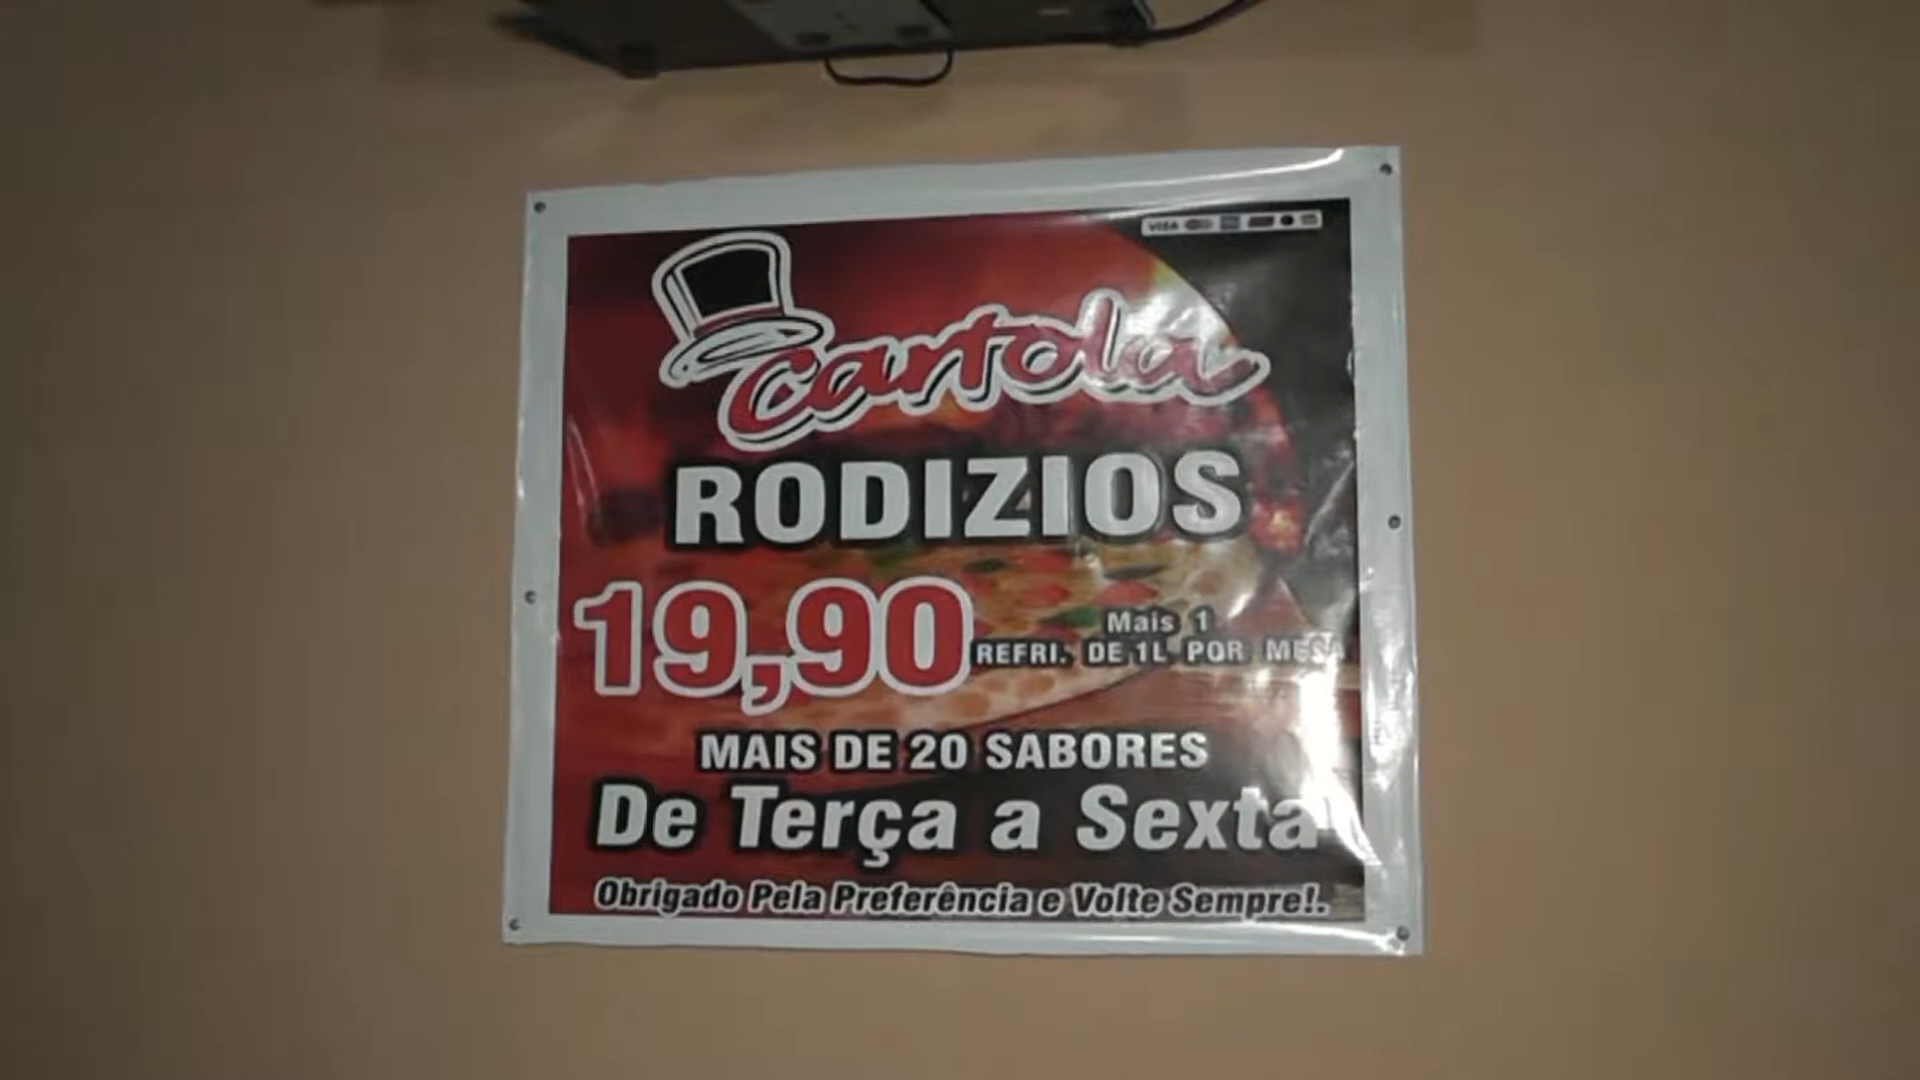 VISA
Cartola
RODIZIOS
19,90
Mais 1
REFRI. DE 1L POR MESA
MAIS DE 20 SABORES
De Terça a Sexta
Obrigado Pela Preferência e Volte Sempre!.